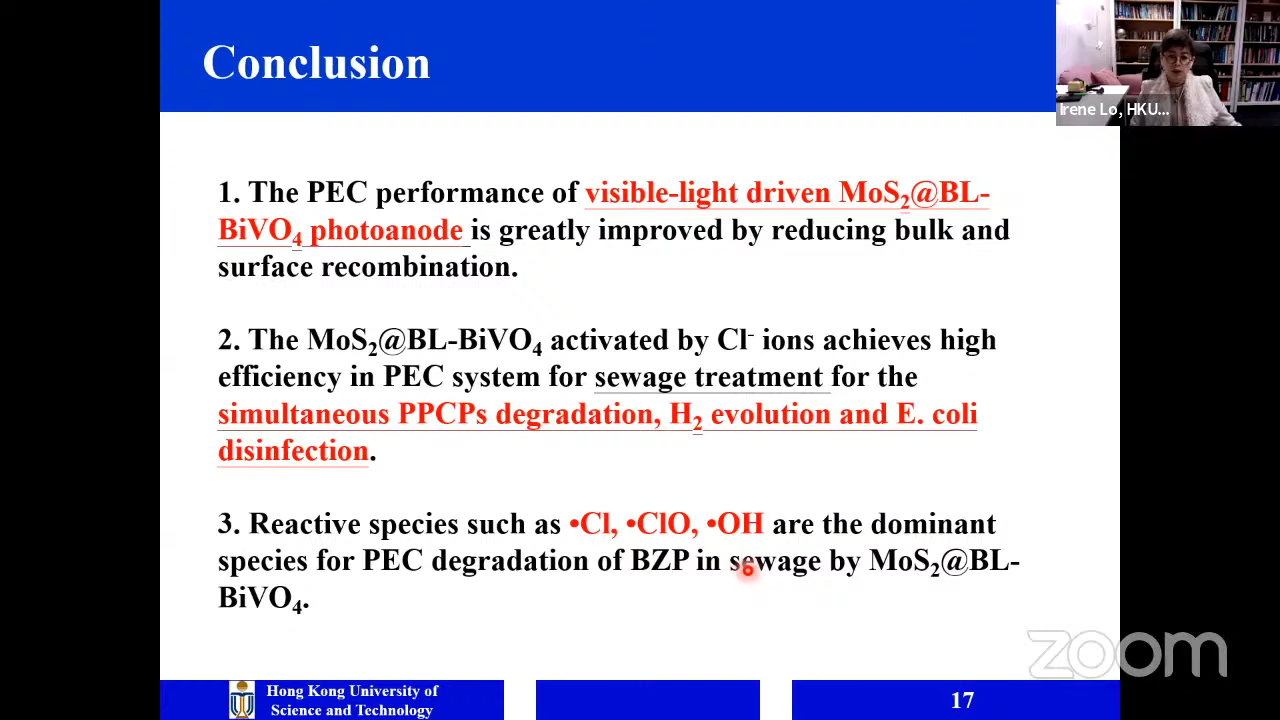 Conclusion
Irene Lo, HKU...
1. The PEC performance of visible-light driven MoS₂@BL-
BiVO₄ photoanode is greatly improved by reducing bulk and
surface recombination.
2. The MoS₂@BL-BiVO₄ activated by Cl⁻ ions achieves high
efficiency in PEC system for sewage treatment for the
simultaneous PPCPs degradation, H₂ evolution and E. coli
disinfection.
3. Reactive species such as •Cl, •ClO, •OH are the dominant
species for PEC degradation of BZP in sewage by MoS₂@BL-
BiVO₄.
zoom
Hong Kong University of
Science and Technology
17